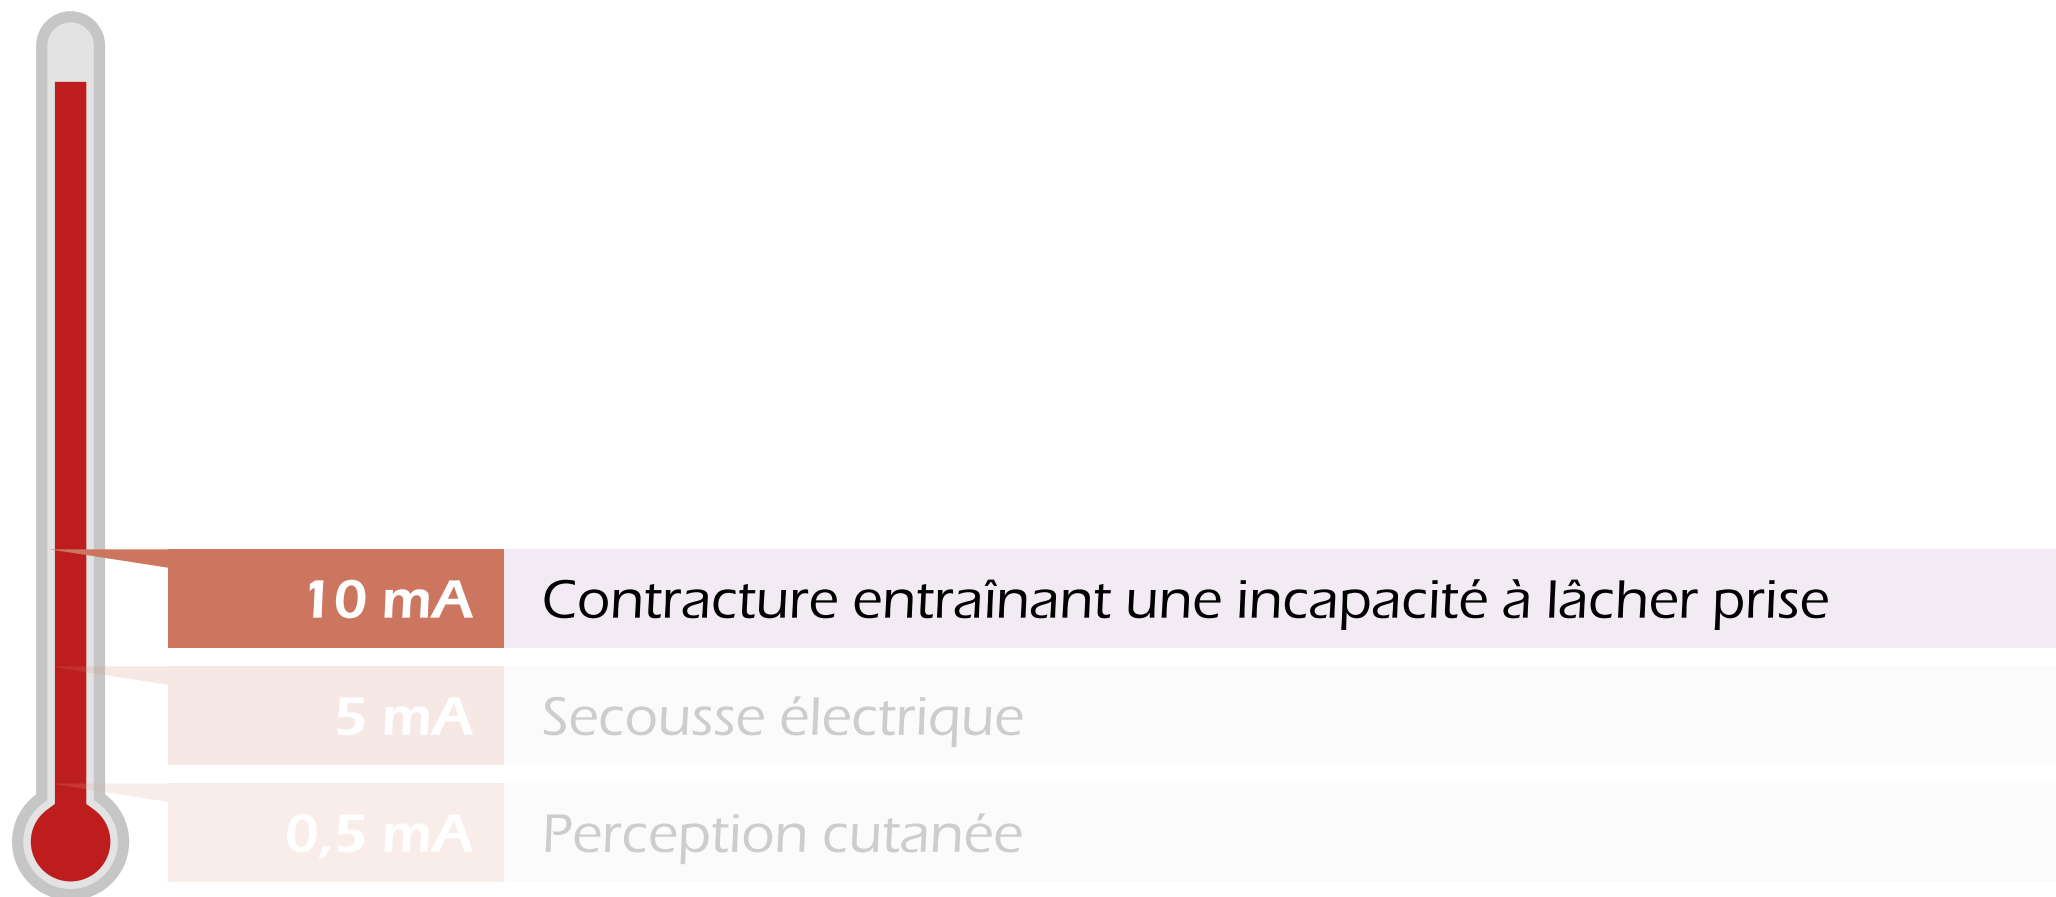 10 mA Contracture entraînant une incapacité à lâcher prise
5 mA Secousse électrique
0,5 mA Perception cutanée